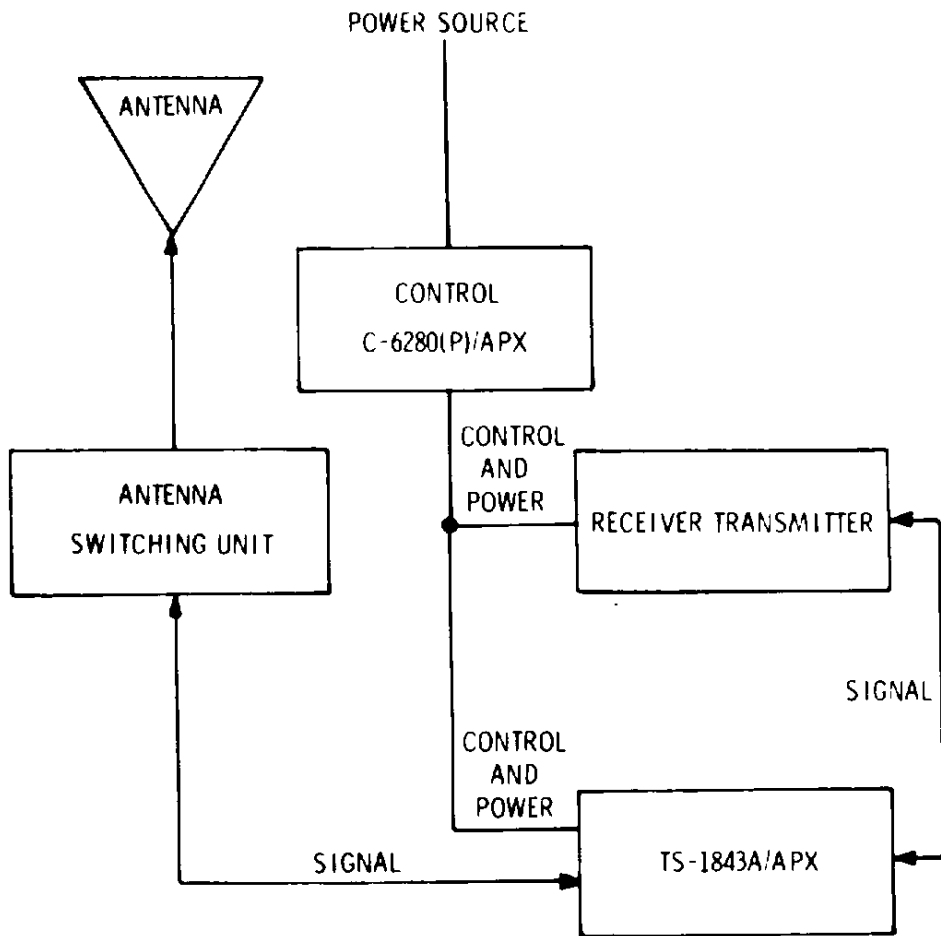 POWER SOURCE
ANTENNA
CONTROL
C-6280(P)/APX
CONTROL
AND
POWER
ANTENNA
SWITCHING UNIT
RECEIVER TRANSMITTER
SIGNAL
CONTROL
AND
POWER
TS-1843A/APX
SIGNAL